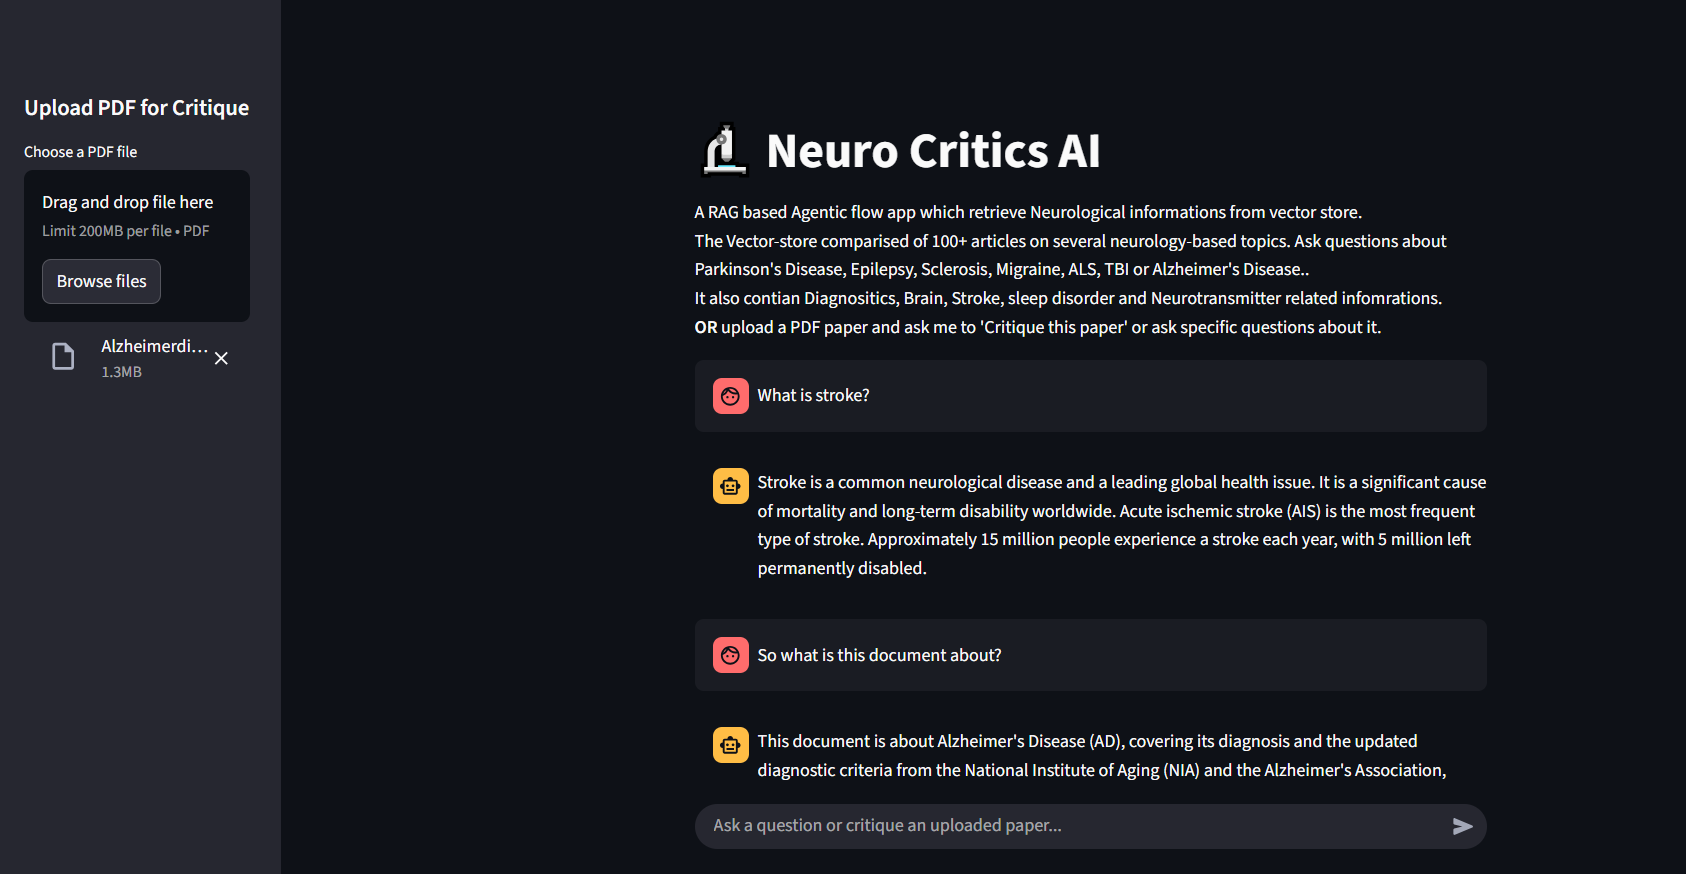 Upload PDF for Critique
Choose a PDF file
Drag and drop file here
Limit 200MB per file • PDF
Browse files
Alzheimerdi...
1.3MB
Neuro Critics AI
A RAG based Agentic flow app which retrieve Neurological informations from vector store.
The Vector-store comparised of 100+ articles on several neurology-based topics. Ask questions about
Parkinson's Disease, Epilepsy, Sclerosis, Migraine, ALS, TBI or Alzheimer's Disease..
It also contian Diagnositics, Brain, Stroke, sleep disorder and Neurotransmitter related infomrations.
OR upload a PDF paper and ask me to 'Critique this paper' or ask specific questions about it.
What is stroke?
Stroke is a common neurological disease and a leading global health issue. It is a significant cause
of mortality and long-term disability worldwide. Acute ischemic stroke (AIS) is the most frequent
type of stroke. Approximately 15 million people experience a stroke each year, with 5 million left
permanently disabled.
So what is this document about?
This document is about Alzheimer's Disease (AD), covering its diagnosis and the updated
diagnostic criteria from the National Institute of Aging (NIA) and the Alzheimer's Association,
Ask a question or critique an uploaded paper...